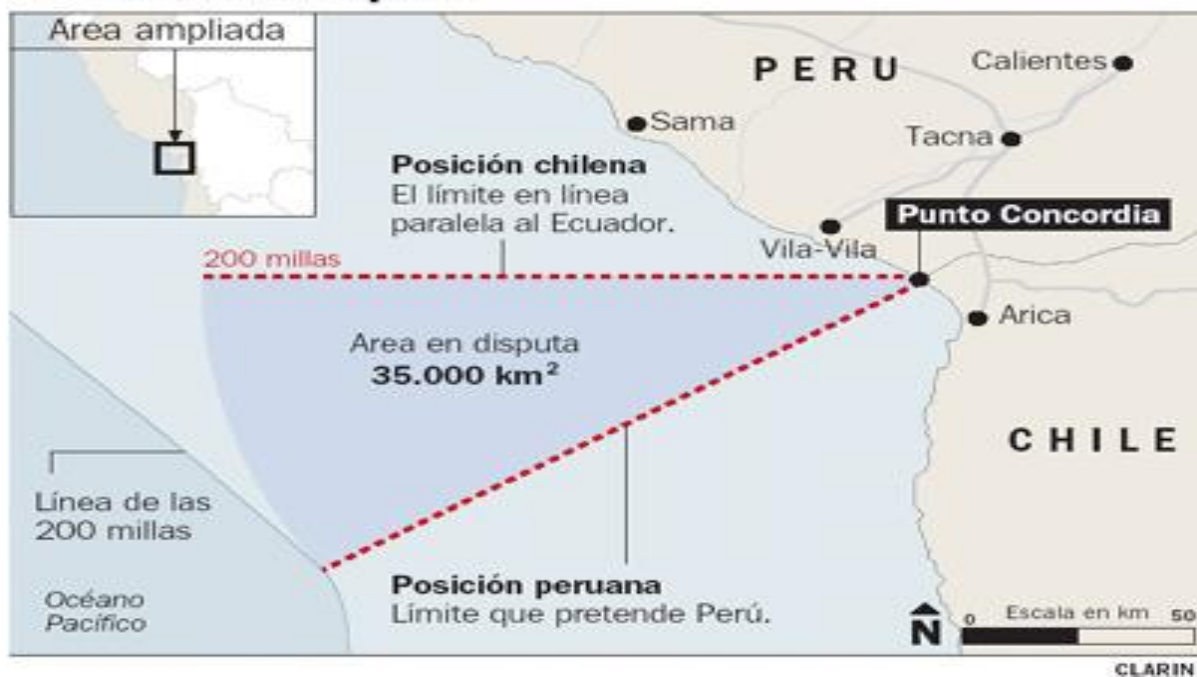 Area ampliada
PERU
Calientes
Sama
Tacna
Posición chilena
El límite en línea
paralela al Ecuador.
Punto Concordia
Vila-Vila
200 millas
Arica
Area en disputa
35.000 km²
CHILE
Línea de las
200 millas
Posición peruana
Límite que pretende Perú.
Océano
Pacífico
N
0 Escala en km 50
CLARIN